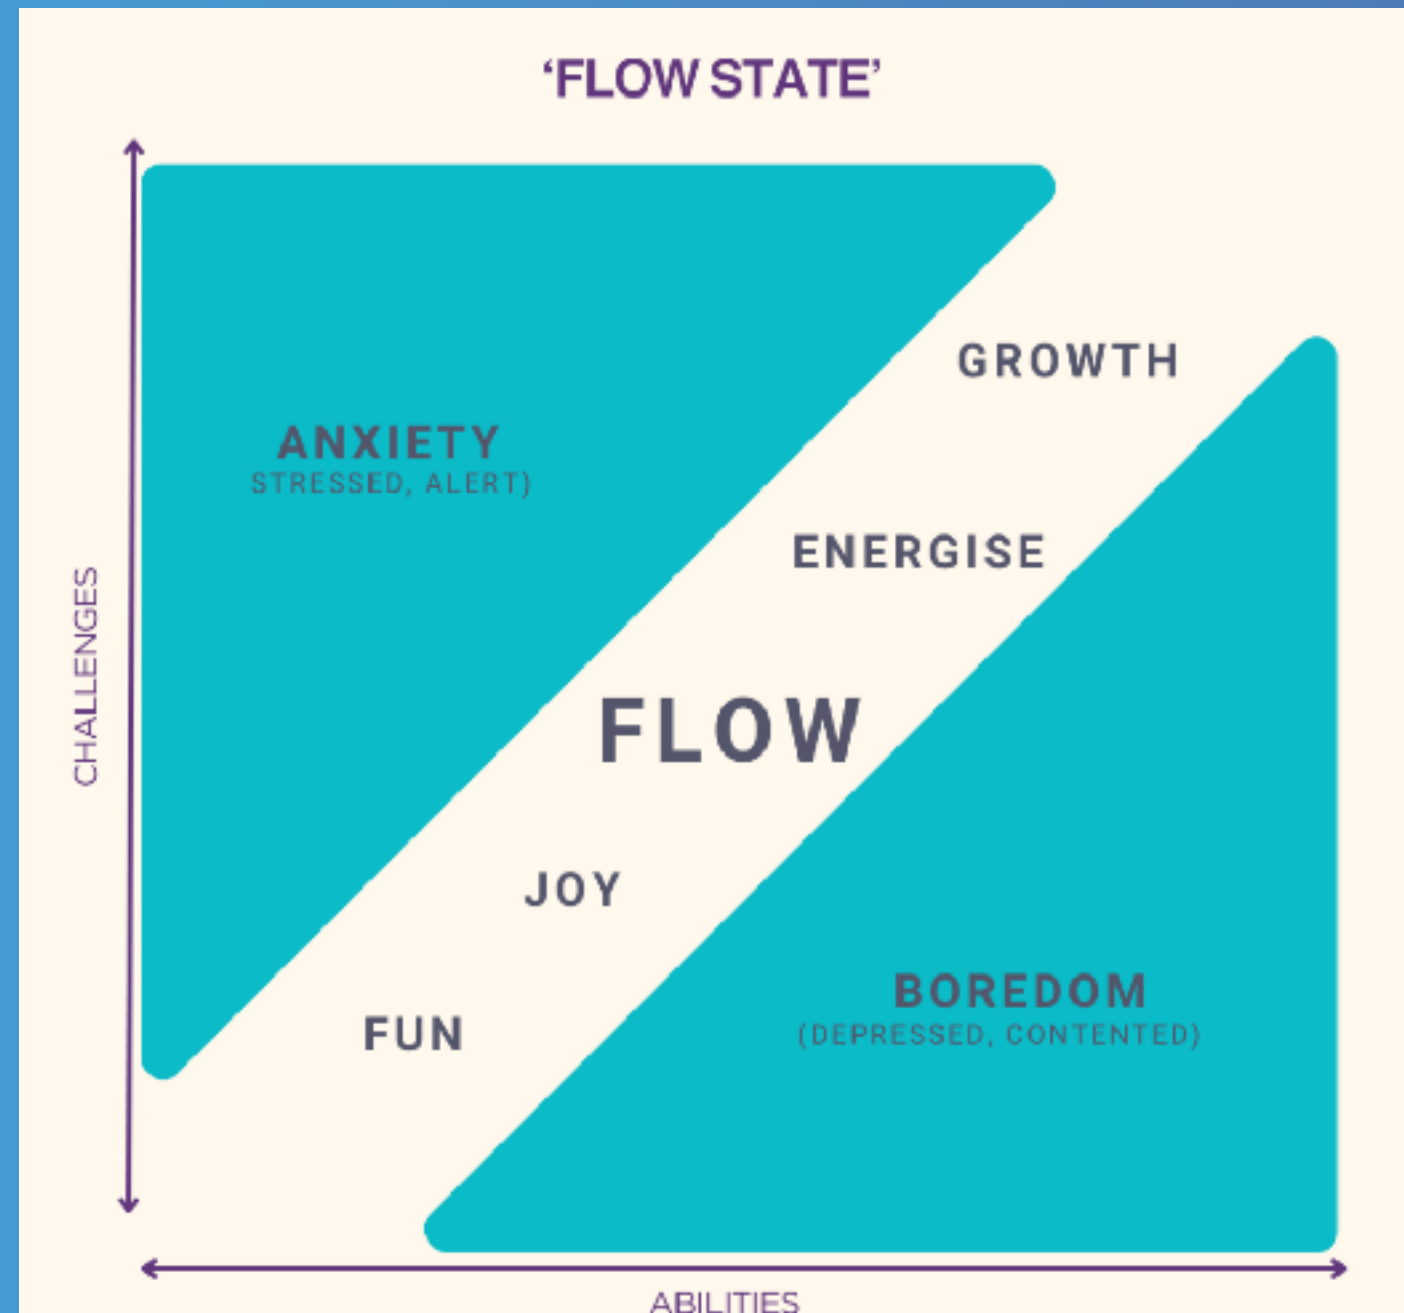 ‘FLOW STATE’
GROWTH
ANXIETY
STRESSED, ALERT)
ENERGISE
CHALLENGES
FLOW
JOY
BOREDOM
(DEPRESSED, CONTENTED)
FUN
ABILITIES